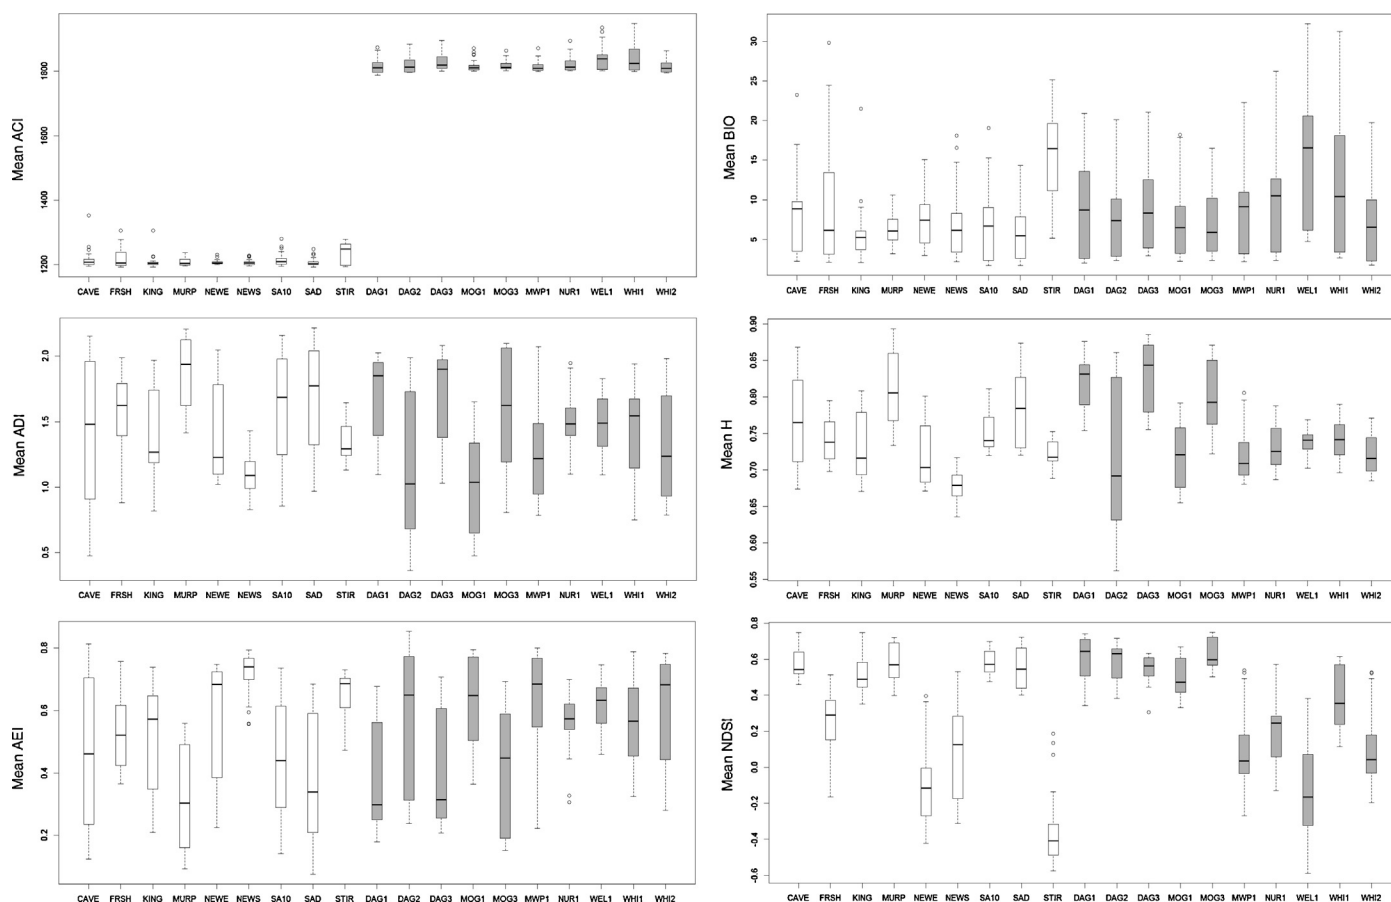 Mean ACI
1800
1600
1400
1200
CAVE FRSH KING MURP NEWE NEWS SA10 SAD STIR DAG1 DAG2 DAG3 MOG1 MOG3 MWP1 NUR1 WEL1 WHI1 WHI2
Mean BIO
30
25
20
15
10
5
CAVE FRSH KING MURP NEWE NEWS SA10 SAD STIR DAG1 DAG2 DAG3 MOG1 MOG3 MWP1 NUR1 WEL1 WHI1 WHI2
Mean ADI
2.0
1.5
1.0
0.5
CAVE FRSH KING MURP NEWE NEWS SA10 SAD STIR DAG1 DAG2 DAG3 MOG1 MOG3 MWP1 NUR1 WEL1 WHI1 WHI2
Mean H
0.90
0.85
0.80
0.75
0.70
0.65
0.60
0.55
CAVE FRSH KING MURP NEWE NEWS SA10 SAD STIR DAG1 DAG2 DAG3 MOG1 MOG3 MWP1 NUR1 WEL1 WHI1 WHI2
Mean AEI
0.8
0.6
0.4
0.2
CAVE FRSH KING MURP NEWE NEWS SA10 SAD STIR DAG1 DAG2 DAG3 MOG1 MOG3 MWP1 NUR1 WEL1 WHI1 WHI2
Mean NDSI
0.8
0.6
0.4
0.2
0.0
-0.2
-0.4
-0.6
CAVE FRSH KING MURP NEWE NEWS SA10 SAD STIR DAG1 DAG2 DAG3 MOG1 MOG3 MWP1 NUR1 WEL1 WHI1 WHI2